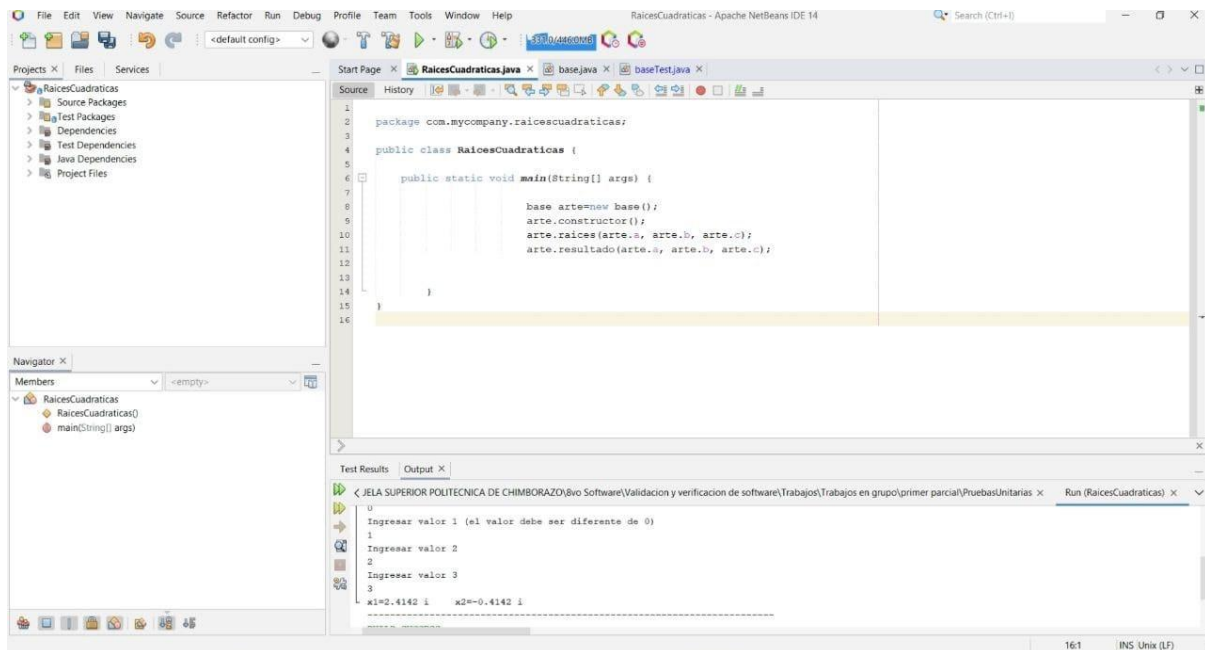 File Edit View Navigate Source Refactor Run Debug Profile Team Tools Window Help RaicesCuadraticas - Apache NetBeans IDE 14 Search (Ctrl+I)
<default config>
Projects Files Services
Start Page RaicesCuadraticas.java base.java baseTest.java
RaicesCuadraticas
Source Packages
Test Packages
Dependencies
Test Dependencies
Java Dependencies
Project Files
Source History
1
2 package com.mycompany.raicescuadraticas;
3
4 public class RaicesCuadraticas {
5
6 public static void main(String[] args) {
7
8 base arte=new base();
9 arte.constructor();
10 arte.raices(arte.a, arte.b, arte.c);
11 arte.resultado(arte.a, arte.b, arte.c);
12
13
14 }
15 }
16
Navigator
Members <empty>
RaicesCuadraticas
RaicesCuadraticas()
main(String[] args)
Test Results Output
JELA SUPERIOR POLITECNICA DE CHIMBORAZO\8vo Software\Validacion y verificacion de software\Trabajos\Trabajos en grupo\primer parcial\PruebasUnitarias Run (RaicesCuadraticas)
0
Ingresar valor 1 (el valor debe ser diferente de 0)
1
Ingresar valor 2
2
Ingresar valor 3
3
x1=2.4142 i x2=-0.4142 i
------------------------------------------------------------------------
16:1 INS Unix (LF)